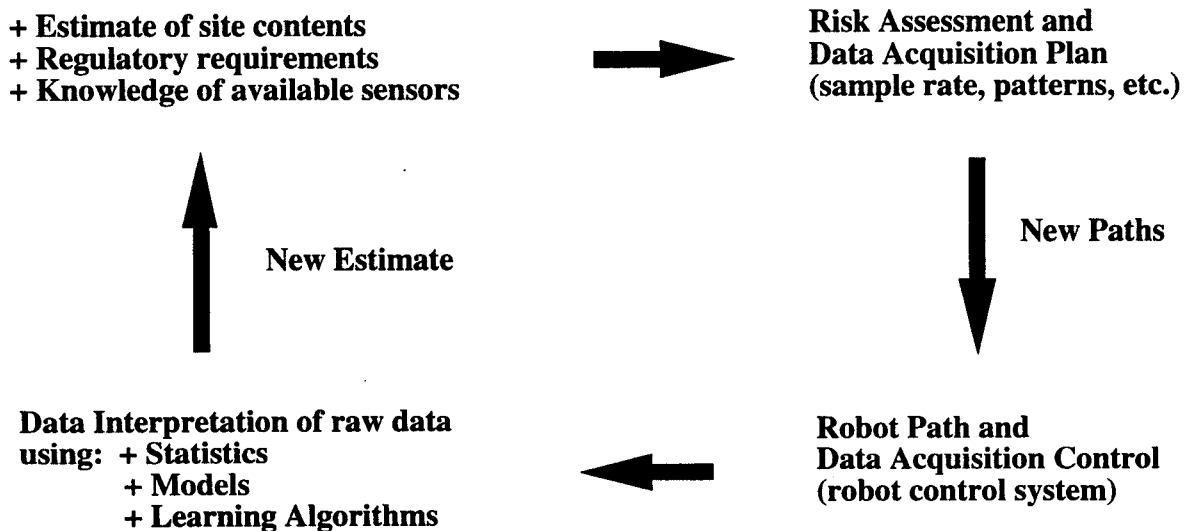 + Estimate of site contents
+ Regulatory requirements
+ Knowledge of available sensors
Risk Assessment and
Data Acquisition Plan
(sample rate, patterns, etc.)
New Estimate
New Paths
Data Interpretation of raw data
using: + Statistics
+ Models
+ Learning Algorithms
Robot Path and
Data Acquisition Control
(robot control system)